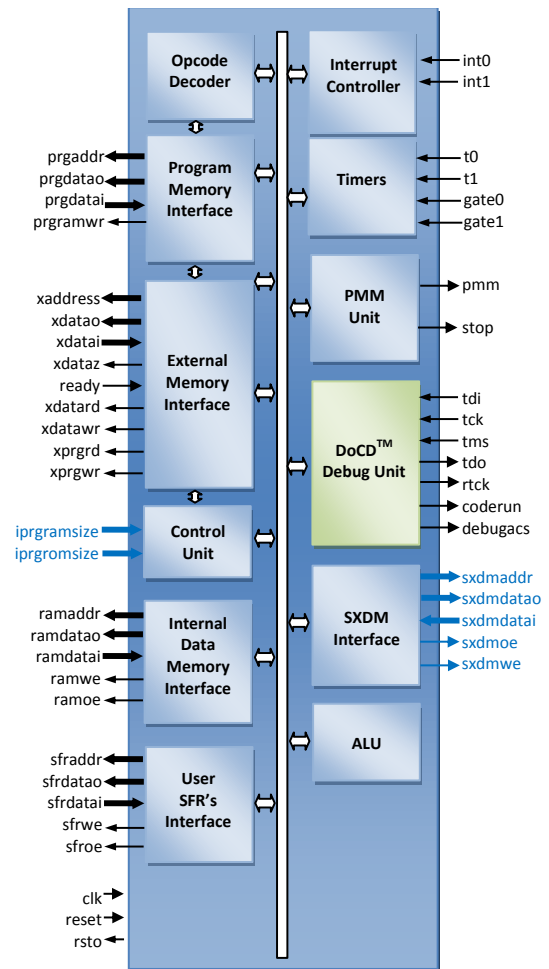 Opcode
Decoder
Interrupt
Controller
int0
int1
prgaddr
prgdatao
prgdatai
prgramwr
Program
Memory
Interface
Timers
t0
t1
gate0
gate1
xaddress
xdatao
xdatai
xdataz
ready
xdatard
xdatawr
xprgrd
xprgwr
External
Memory
Interface
PMM
Unit
pmm
stop
DoCD™
Debug Unit
tdi
tck
tms
tdo
rtck
coderun
debugacs
iprgramsize
iprgromsize
Control
Unit
SXDM
Interface
sxdmaddr
sxdmdatao
sxdmdatai
sxdmoe
sxdmwe
ramaddr
ramdatao
ramdatai
ramwe
ramoe
Internal
Data
Memory
Interface
ALU
sfraddr
sfrdatao
sfrdatai
sfrwe
sfroe
User
SFR's
Interface
clk
reset
rsto